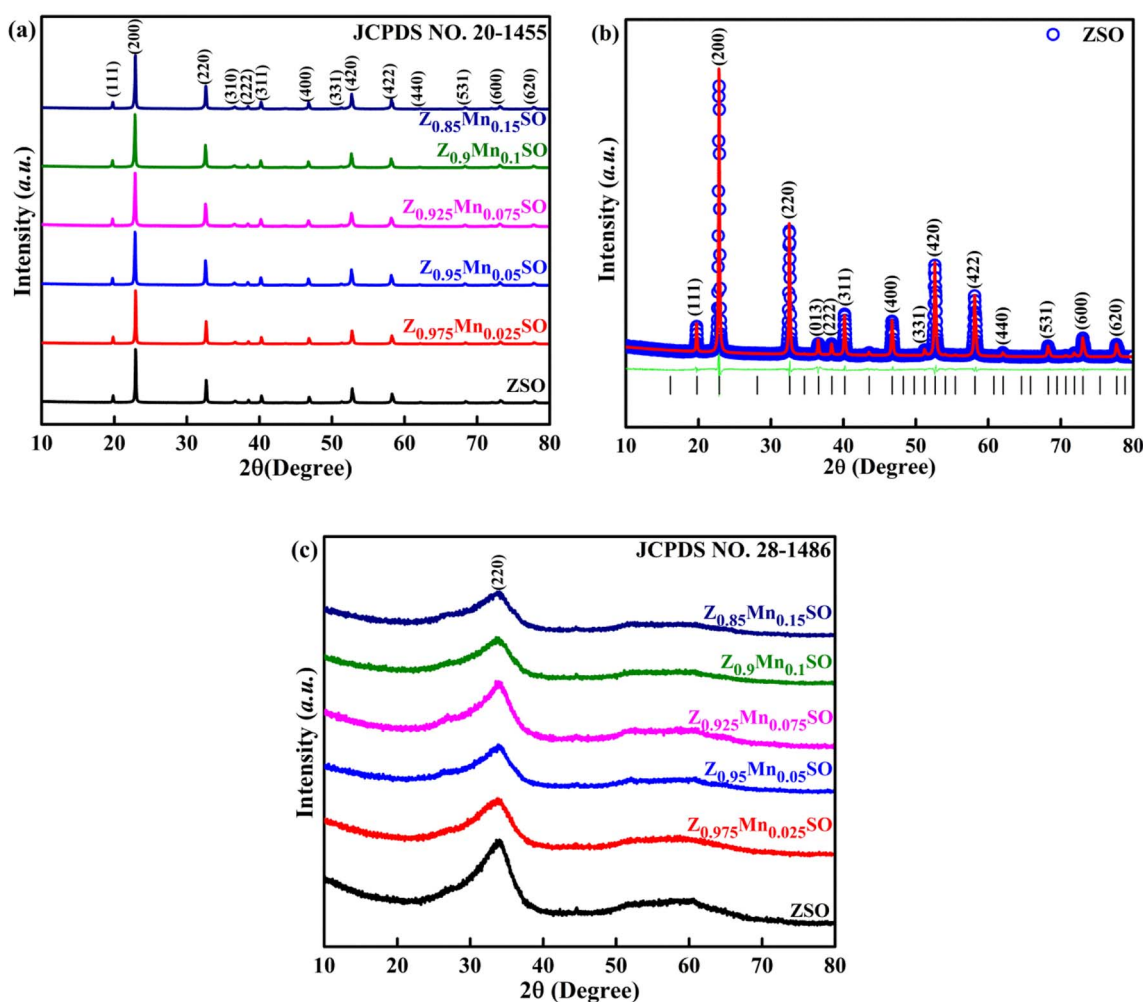 (a)
JCPDS NO. 20-1455
(111)
(200)
(220)
(310)
(222)
(311)
(400)
(331)
(420)
(422)
(440)
(531)
(600)
(620)
Z0.85Mn0.15SO
Z0.9Mn0.1SO
Z0.925Mn0.075SO
Z0.95Mn0.05SO
Z0.975Mn0.025SO
ZSO
Intensity (a.u.)
10 20 30 40 50 60 70 80
2θ(Degree)
(b)
ZSO
(111)
(200)
(220)
(013)
(222)
(311)
(400)
(331)
(420)
(422)
(440)
(531)
(600)
(620)
Intensity (a.u.)
10 20 30 40 50 60 70 80
2θ (Degree)
(c)
JCPDS NO. 28-1486
(220)
Z0.85Mn0.15SO
Z0.9Mn0.1SO
Z0.925Mn0.075SO
Z0.95Mn0.05SO
Z0.975Mn0.025SO
ZSO
Intensity (a.u.)
10 20 30 40 50 60 70 80
2θ (Degree)